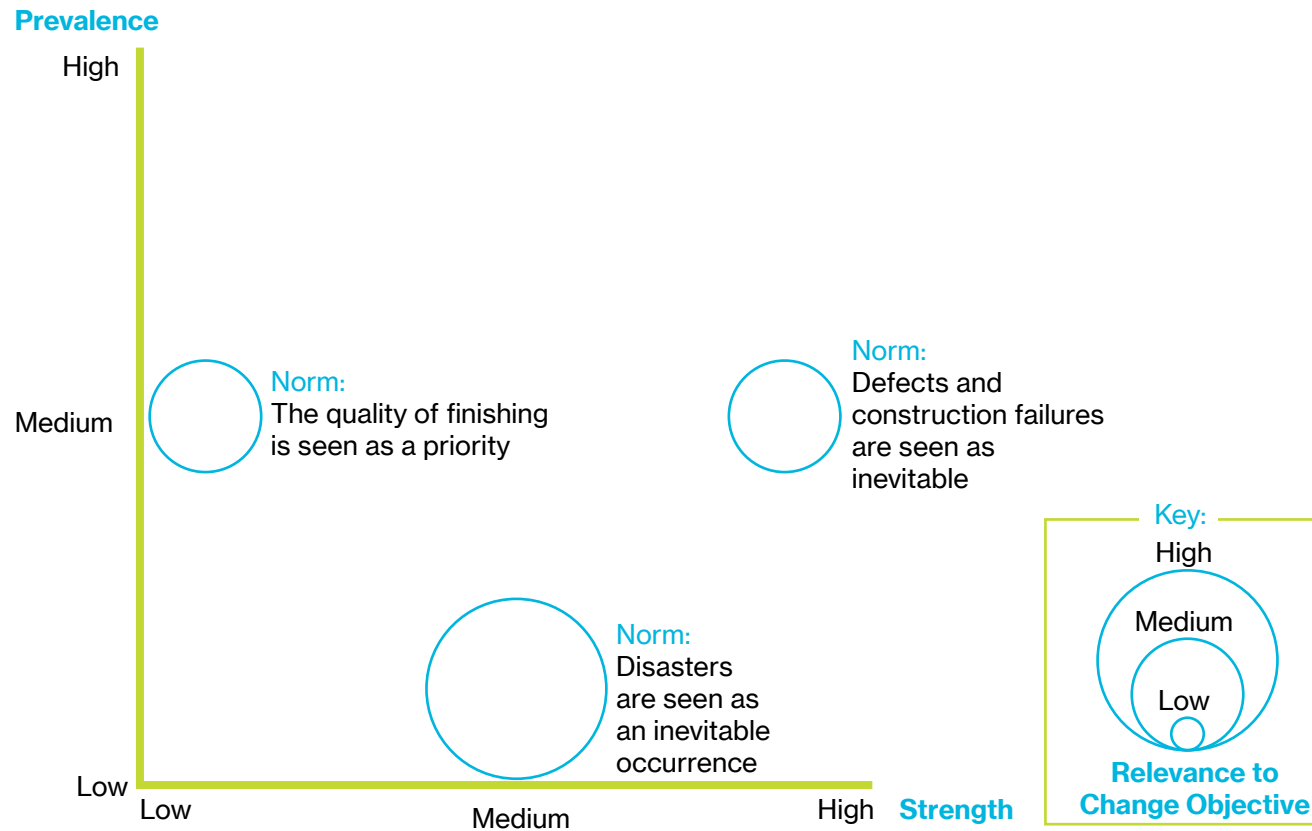 Prevalence
High
Medium
Low
Norm:
The quality of finishing
is seen as a priority
Norm:
Defects and
construction failures
are seen as
inevitable
Norm:
Disasters
are seen as
an inevitable
occurrence
Low
Medium
High
Strength
Key:
High
Medium
Low
Relevance to
Change Objective